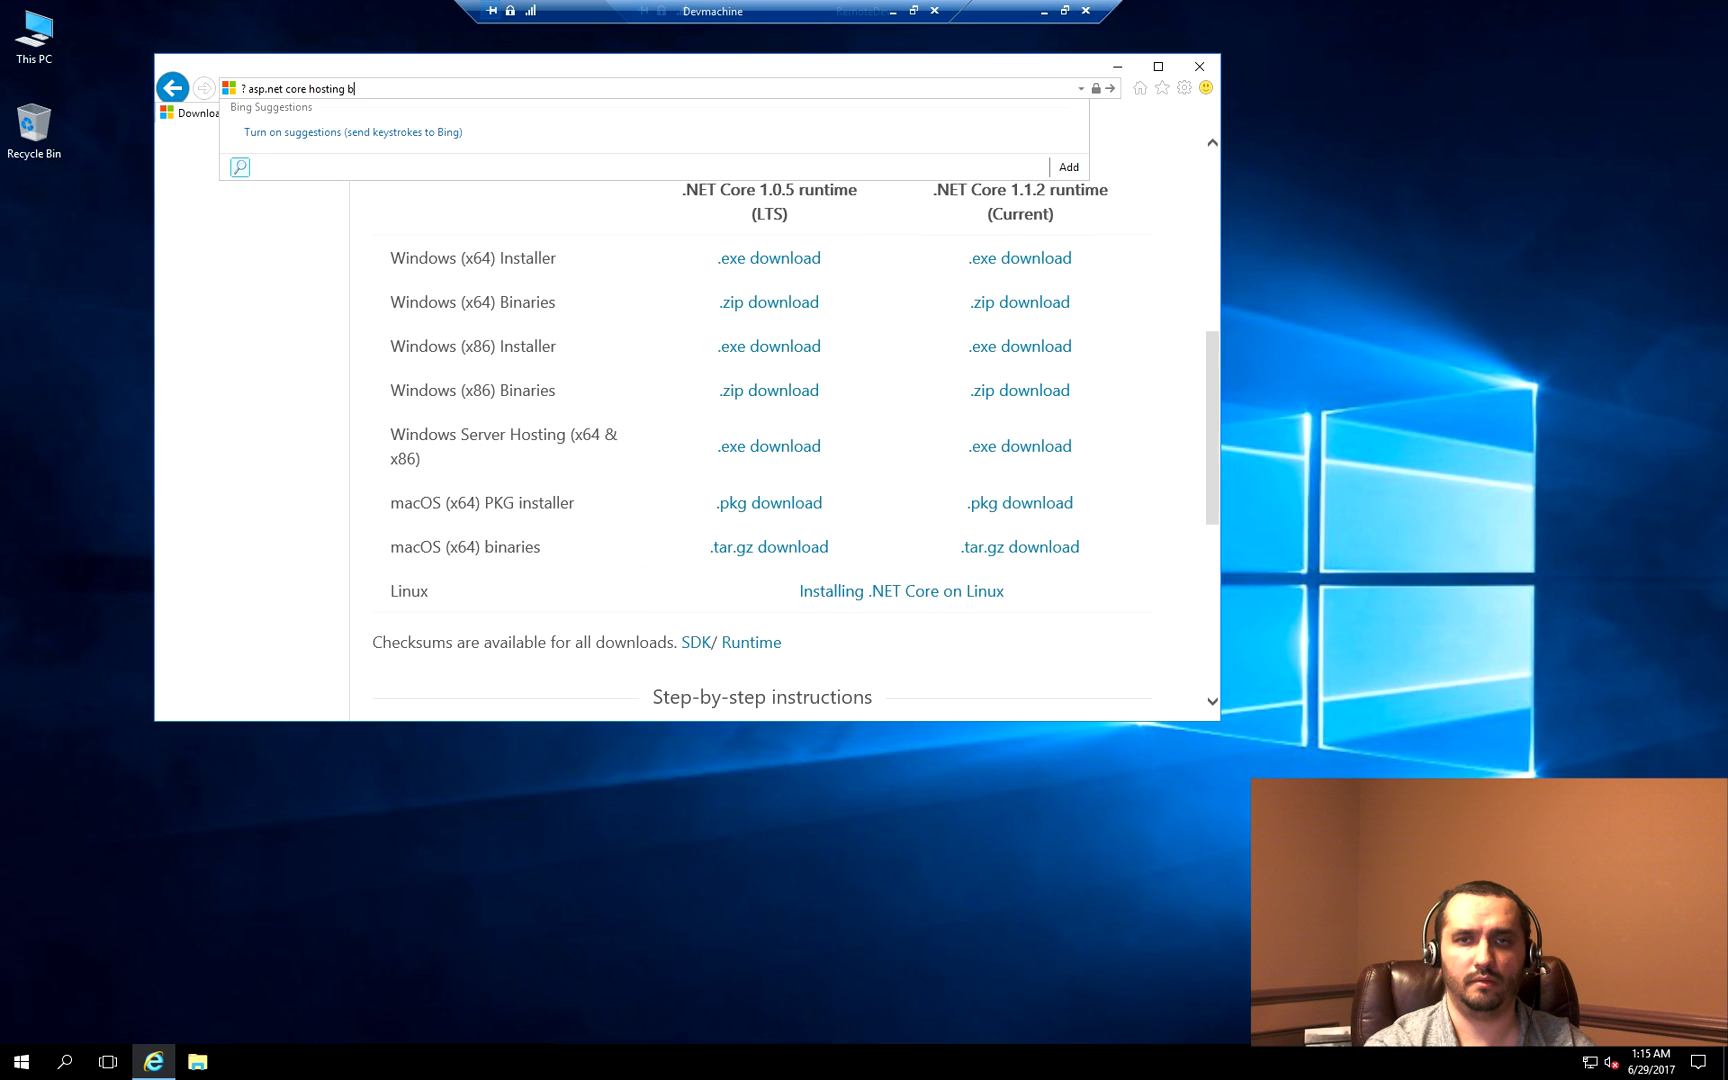 Devmachine
RemoteDe
This PC
Recycle Bin
? asp.net core hosting b
Downloa
Bing Suggestions
Turn on suggestions (send keystrokes to Bing)
Add
.NET Core 1.0.5 runtime
(LTS)
.NET Core 1.1.2 runtime
(Current)
Windows (x64) Installer
.exe download
.exe download
Windows (x64) Binaries
.zip download
.zip download
Windows (x86) Installer
.exe download
.exe download
Windows (x86) Binaries
.zip download
.zip download
Windows Server Hosting (x64 &
x86)
.exe download
.exe download
macOS (x64) PKG installer
.pkg download
.pkg download
macOS (x64) binaries
.tar.gz download
.tar.gz download
Linux
Installing .NET Core on Linux
Checksums are available for all downloads. SDK/ Runtime
Step-by-step instructions
1:15 AM
6/29/2017